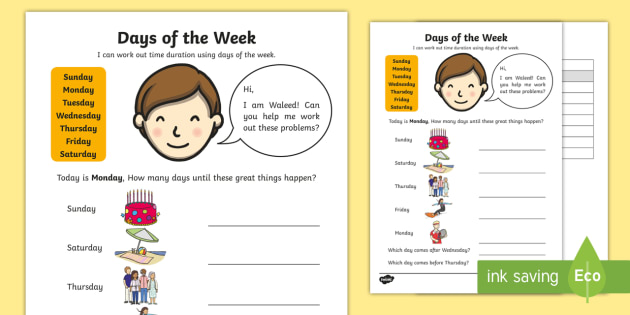 Days of the Week
I can work out time duration using days of the week.
Sunday
Monday
Tuesday
Wednesday
Thursday
Friday
Saturday
Hi,
I am Waleed! Can
you help me work
out these problems?
Today is Monday, How many days until these great things happen?
Sunday
Saturday
Thursday
Days of the Week
I can work out time duration using days of the week.
Sunday
Monday
Tuesday
Wednesday
Thursday
Friday
Saturday
Hi,
I am Waleed! Can
you help me work
out these problems?
Today is Monday, How many days until these great things happen?
Sunday
Saturday
Thursday
Friday
Monday
Which day comes after Wednesday?
Which day comes before Thursday?
ink saving
Eco